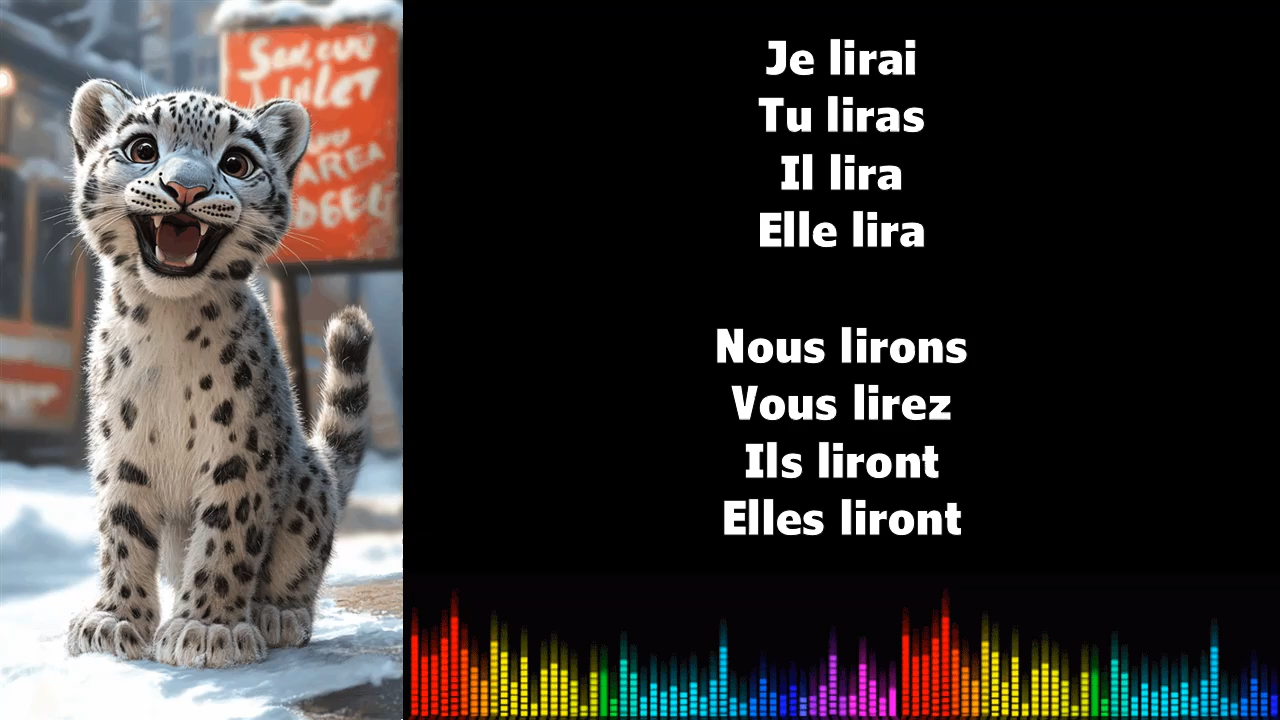 Je lirai
Tu liras
Il lira
Elle lira
Nous lirons
Vous lirez
Ils liront
Elles liront